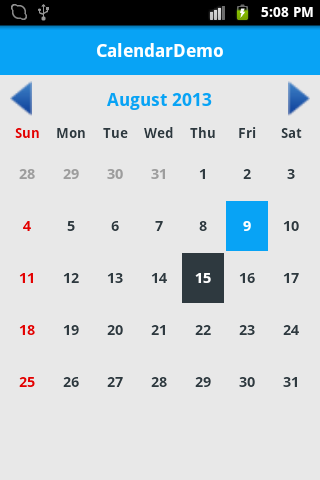 5:08 PM
CalendarDemo
August 2013
Sun Mon Tue Wed Thu Fri Sat
28 29 30 31 1 2 3
4 5 6 7 8 9 10
11 12 13 14 15 16 17
18 19 20 21 22 23 24
25 26 27 28 29 30 31